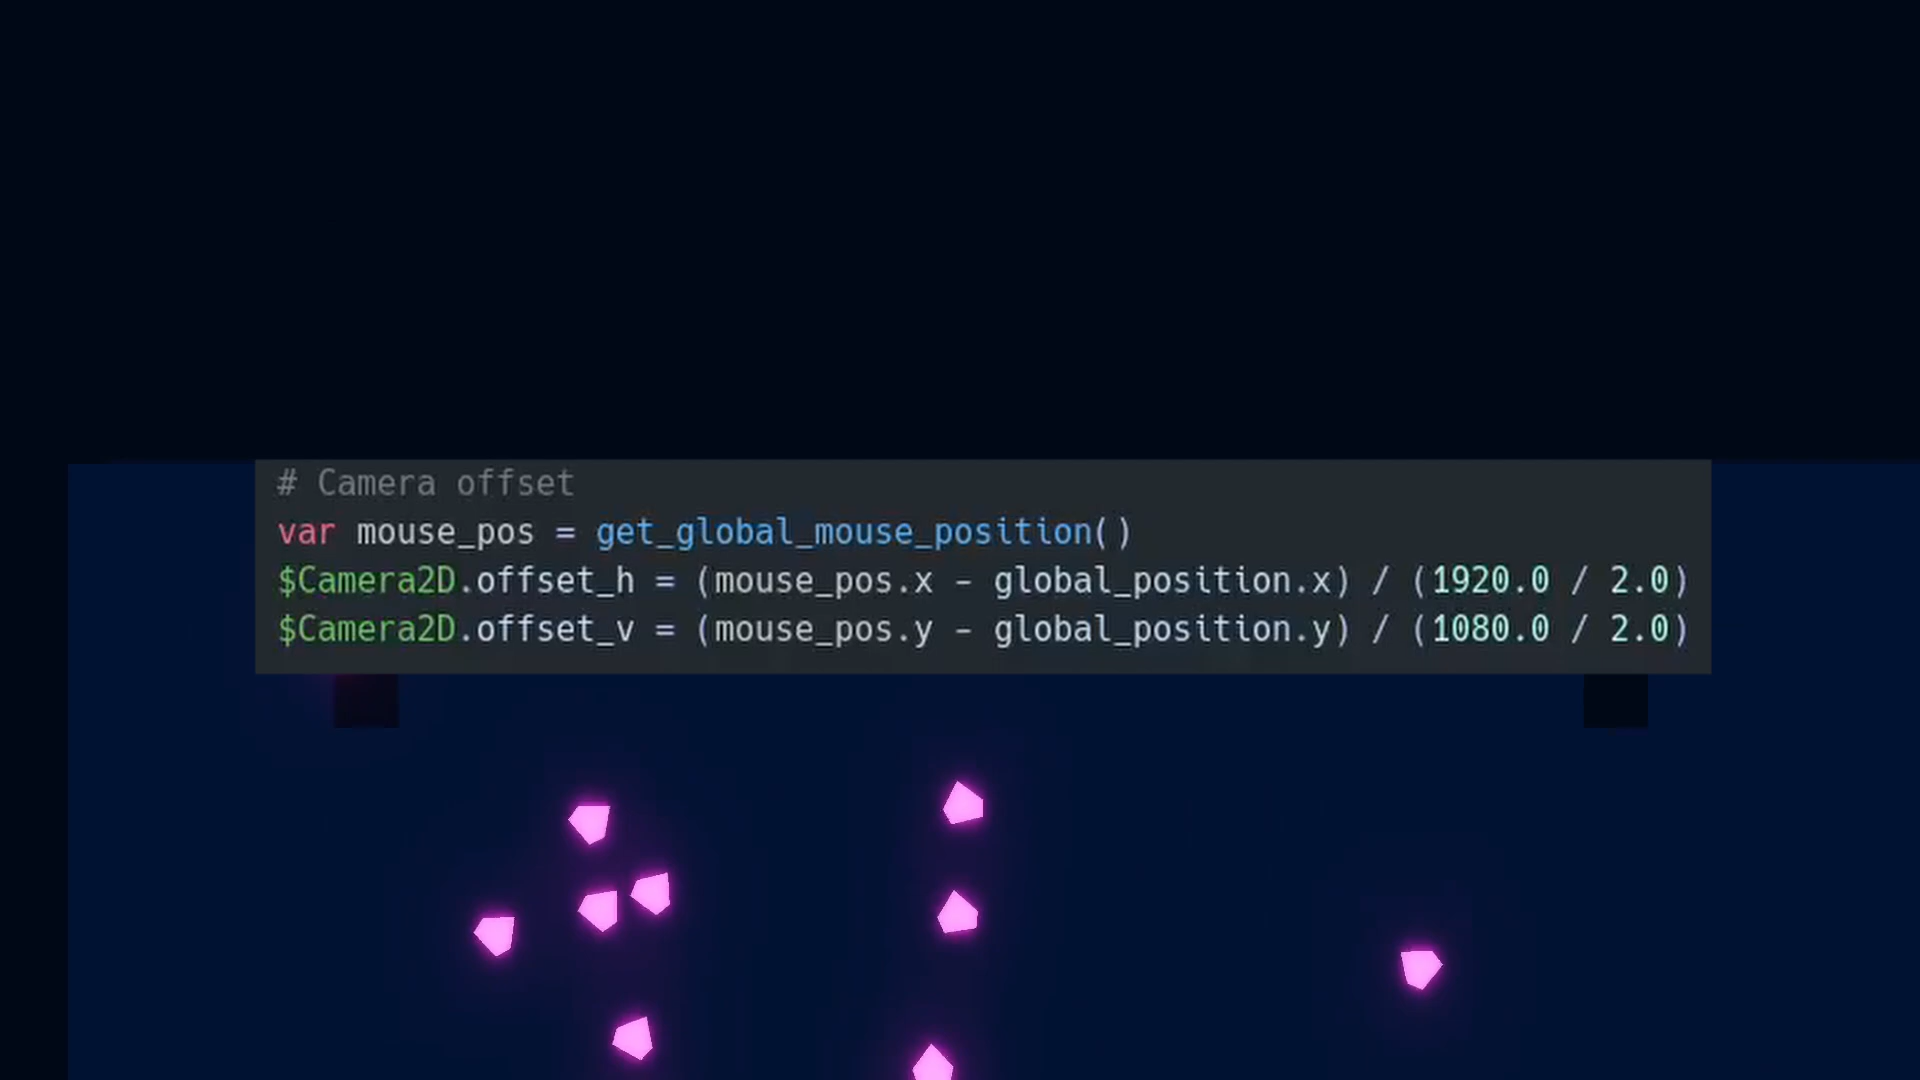 # Camera offset
var mouse_pos = get_global_mouse_position()
$Camera2D.offset_h = (mouse_pos.x - global_position.x) / (1920.0 / 2.0)
$Camera2D.offset_v = (mouse_pos.y - global_position.y) / (1080.0 / 2.0)